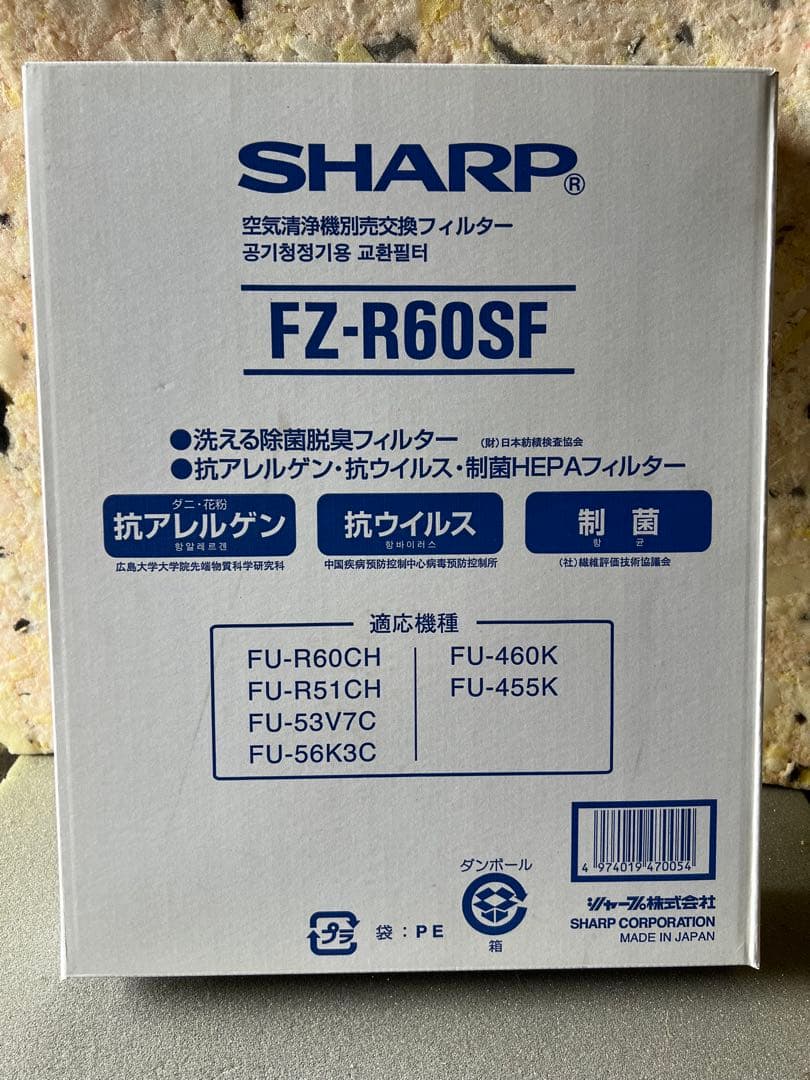 SHARP®
空気清浄機別売交換フィルター
공기청정기용 교환필터
FZ-R60SF
●洗える除菌脱臭フィルター (財)日本紡績検査協会
●抗アレルゲン・抗ウイルス・制菌HEPAフィルター
ダニ・花粉
抗アレルゲン
항알레르겐
広島大学大学院先端物質科学研究科
抗ウイルス
항바이러스
中国疾病預防控制中心病毒預防控制所
制菌
항균
(社)繊維評価技術協議会
適応機種
FU-R60CH
FU-R51CH
FU-53V7C
FU-56K3C
FU-460K
FU-455K
4 974019 470054
プラ
袋:PE
ダンボール
箱
シャープ株式会社
SHARP CORPORATION
MADE IN JAPAN